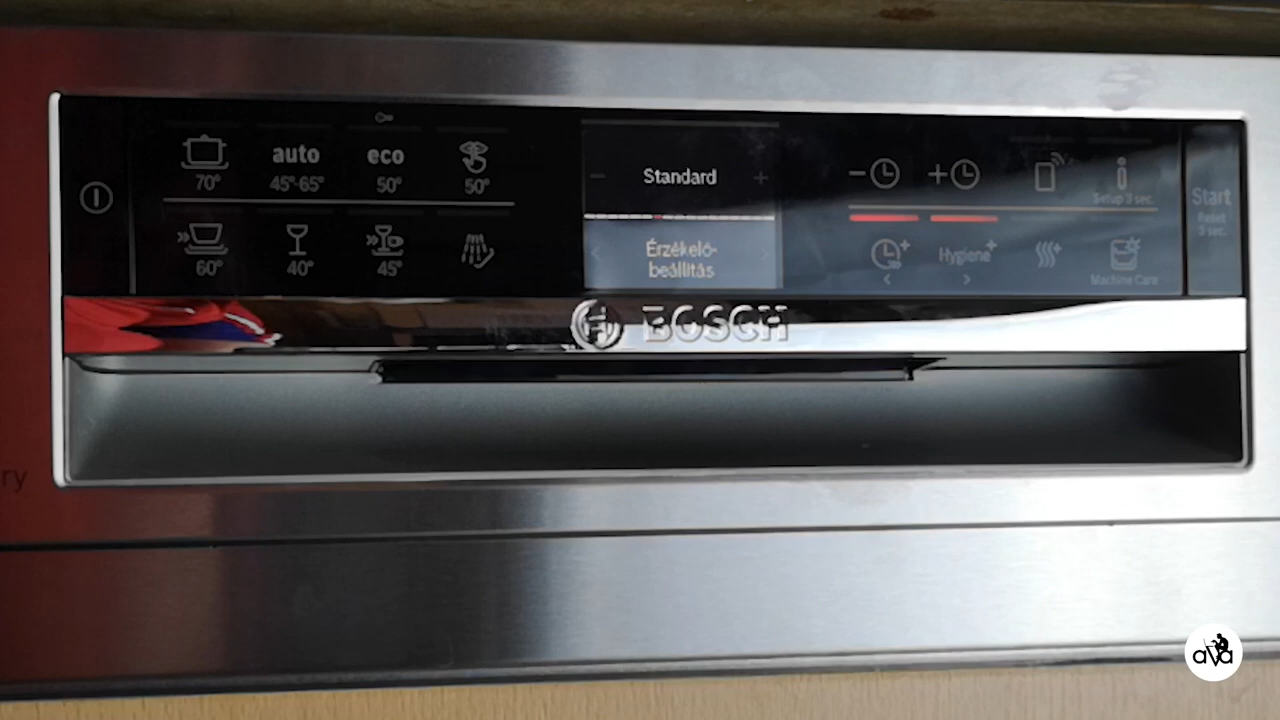 auto
eco
70°
45°-65°
50°
50°
60°
40°
45°
- Standard +
Érzékelő-
beállítás
- +
Setup 3 sec.
Hygiene+
< >
Machine Care
Start
Reset
3 sec.
BOSCH
ry
ava